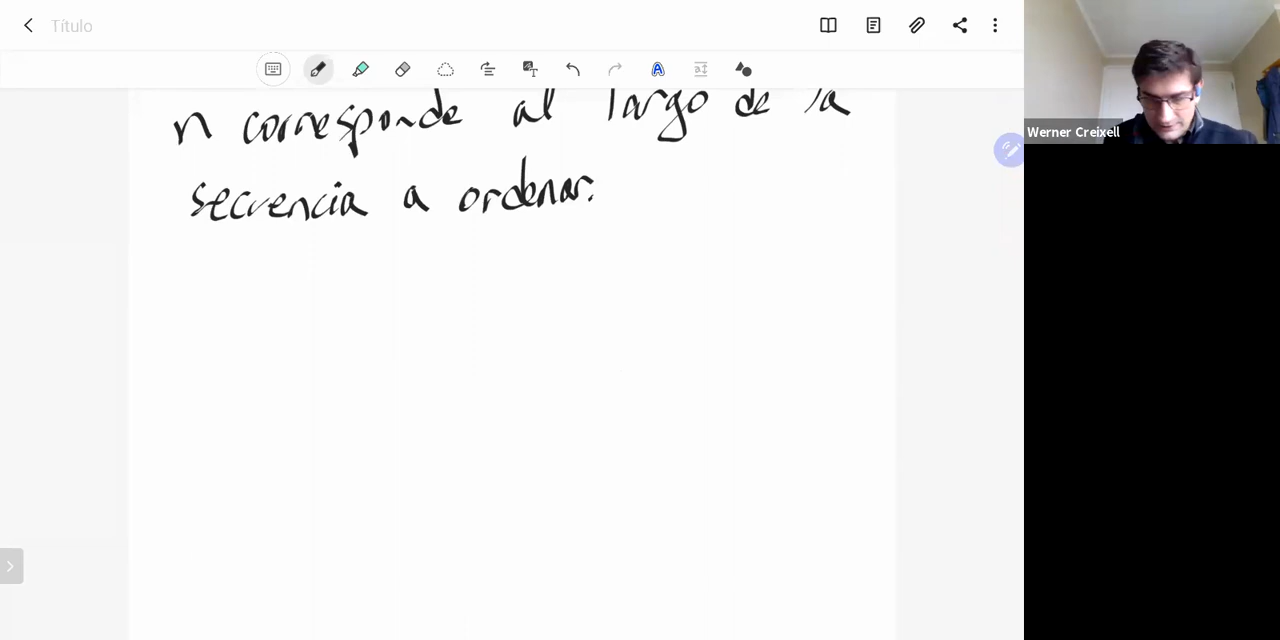 Título
n corresponde al largo de la
secuencia a ordenar.
Werner Creixell